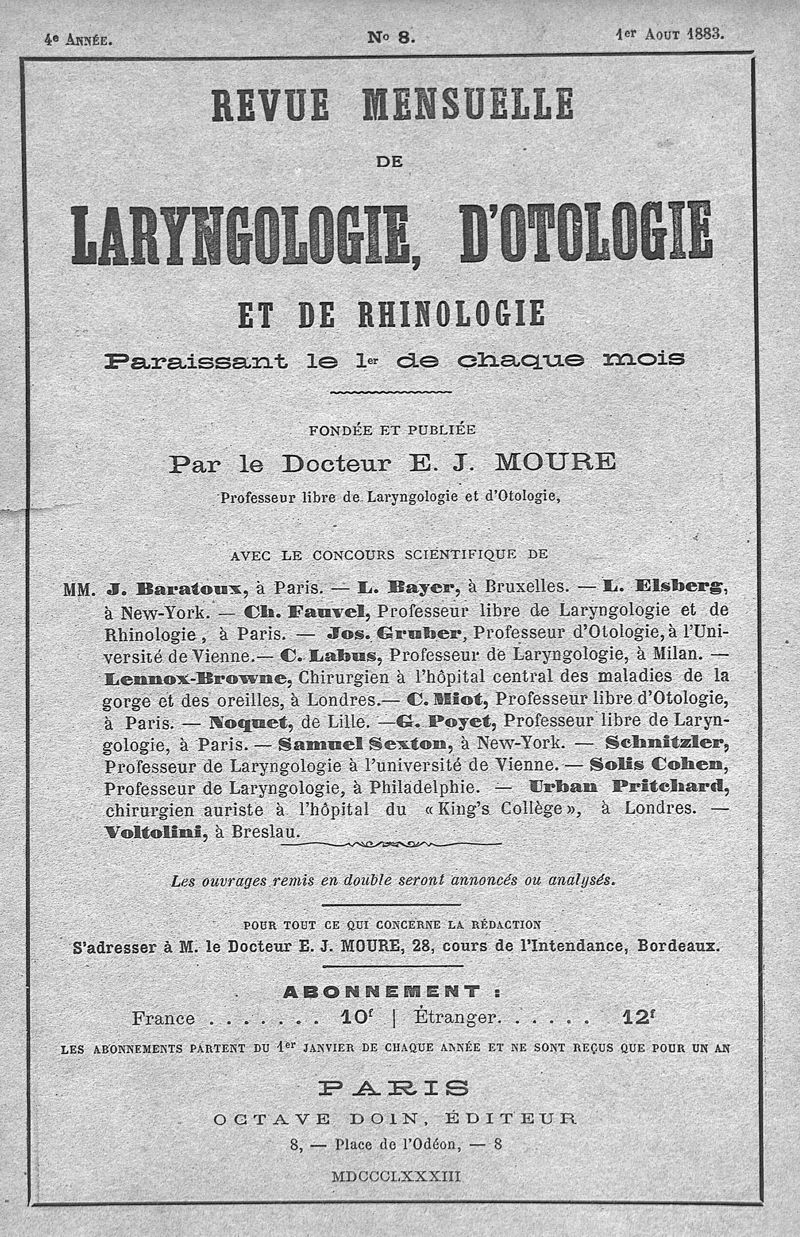 4e ANNÉE. No 8. 1er AOUT 1883.
REVUE MENSUELLE
DE
LARYNGOLOGIE, D'OTOLOGIE
ET DE RHINOLOGIE
Paraissant le 1er de chaque mois
FONDÉE ET PUBLIÉE
Par le Docteur E. J. MOURE
Professeur libre de Laryngologie et d'Otologie,
AVEC LE CONCOURS SCIENTIFIQUE DE
MM. J. Baratoux, à Paris. — L. Bayer, à Bruxelles. — L. Elsberg,
à New-York. — Ch. Fauvel, Professeur libre de Laryngologie et de
Rhinologie, à Paris. — Jos. Gruber, Professeur d'Otologie, à l'Uni-
versité de Vienne. — C. Labus, Professeur de Laryngologie, à Milan. —
Lennox-Browne, Chirurgien à l'hôpital central des maladies de la
gorge et des oreilles, à Londres. — C. Miot, Professeur libre d'Otologie,
à Paris. — Noquet, de Lille. — G. Poyet, Professeur libre de Laryn-
gologie, à Paris. — Samuel Sexton, à New-York. — Schnitzler,
Professeur de Laryngologie à l'université de Vienne. — Solis Cohen,
Professeur de Laryngologie, à Philadelphie. — Urban Pritchard,
chirurgien auriste à l'hôpital du « King's Collège », à Londres. —
Voltolini, à Breslau.
Les ouvrages remis en double seront annoncés ou analysés.
POUR TOUT CE QUI CONCERNE LA RÉDACTION
S'adresser à M. le Docteur E. J. MOURE, 28, cours de l'Intendance, Bordeaux.
ABONNEMENT :
France . . . . . . . 10f | Étranger. . . . . . 12f
LES ABONNEMENTS PARTENT DU 1er JANVIER DE CHAQUE ANNÉE ET NE SONT REÇUS QUE POUR UN AN
PARIS
OCTAVE DOIN, ÉDITEUR
8, — Place de l'Odéon, — 8
MDCCCLXXXIII